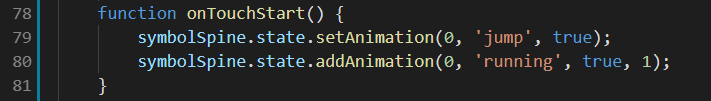 78 function onTouchStart() {
79 symbolSpine.state.setAnimation(0, 'jump', true);
80 symbolSpine.state.addAnimation(0, 'running', true, 1);
81 }